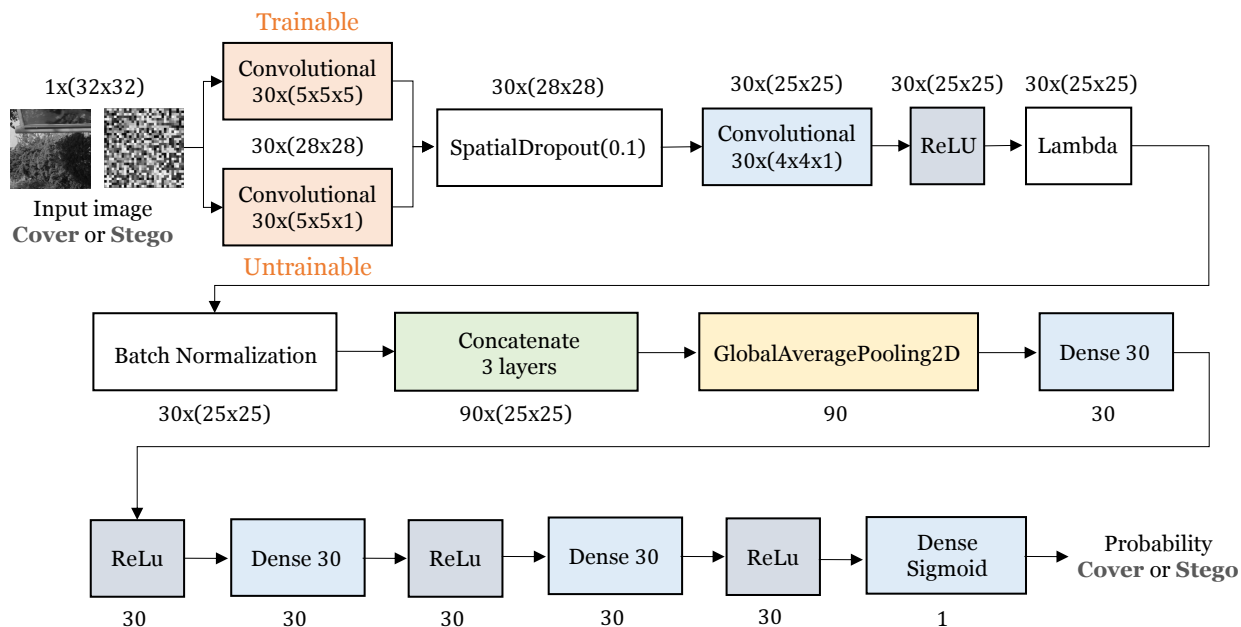 Trainable
1x(32x32)
Convolutional
30x(5x5x5)
30x(28x28)
Convolutional
30x(5x5x1)
Untrainable
Input image
Cover or Stego
30x(28x28)
SpatialDropout(0.1)
30x(25x25)
Convolutional
30x(4x4x1)
30x(25x25)
ReLU
30x(25x25)
Lambda
Batch Normalization
30x(25x25)
Concatenate
3 layers
90x(25x25)
GlobalAveragePooling2D
90
Dense 30
30
ReLu
30
Dense 30
30
ReLu
30
Dense 30
30
ReLu
30
Dense
Sigmoid
1
Probability
Cover or Stego